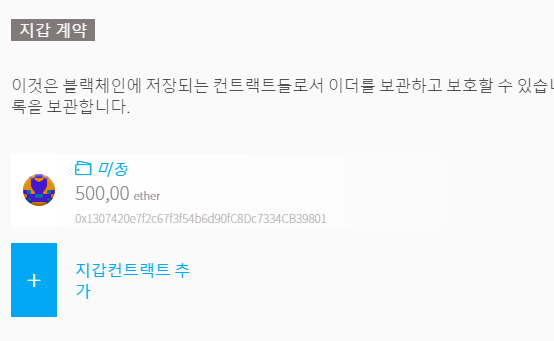 지갑 계약
이것은 블랙체인에 저장되는 컨트랙트들로서 이더를 보관하고 보호할 수 있습니
록을 보관합니다.
미정
500,00 ether
0x1307420e7f2c67f3f54b6d90fC8Dc7334CB39801
+
지갑컨트랙트 추
가